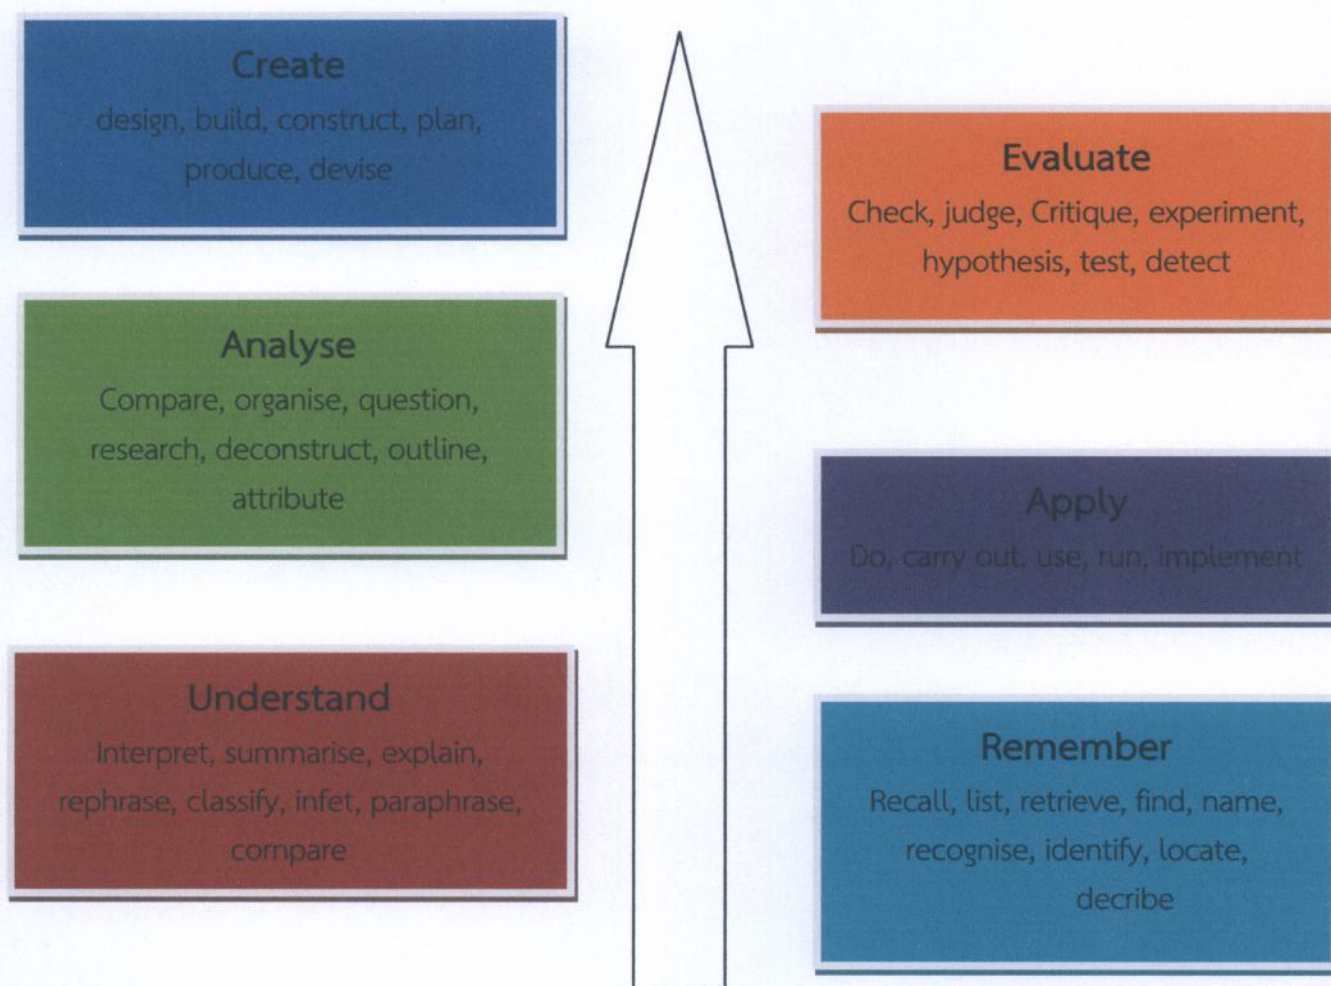 Create
design, build, construct, plan,
produce, devise
Evaluate
Check, judge, Critique, experiment,
hypothesis, test, detect
Analyse
Compare, organise, question,
research, deconstruct, outline,
attribute
Apply
Do, carry out, use, run, implement
Understand
Interpret, summarise, explain,
rephrase, classify, infet, paraphrase,
cornpare
Remember
Recall, list, retrieve, find, name,
recognise, identify, locate,
decribe